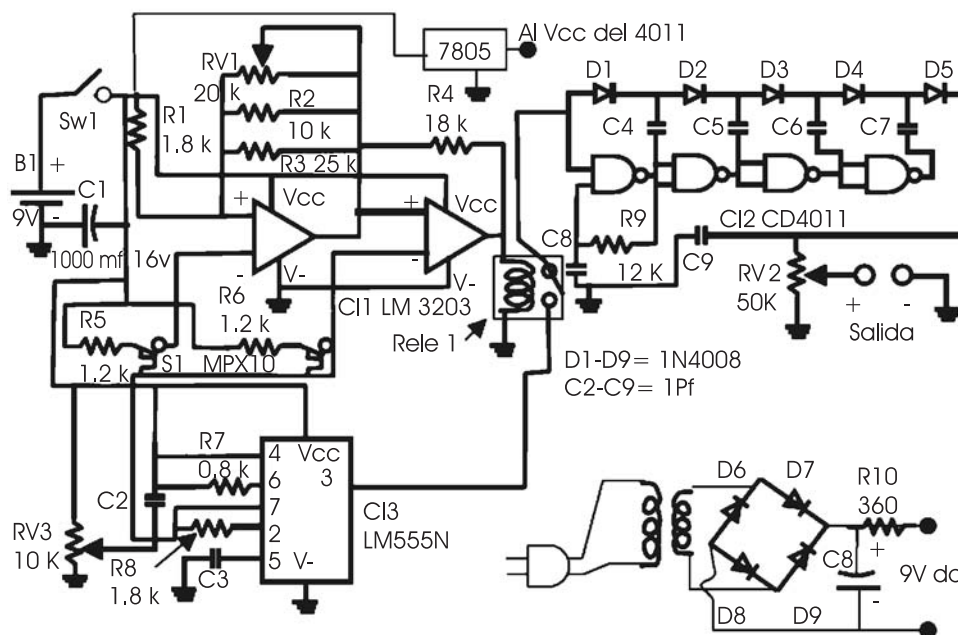 Al Vcc del 4011
7805
RV1
20 k
R2
10 k
R3 25 k
R1
1.8 k
Sw1
R4
18 k
D1
D2
D3
D4
D5
C4
C5
C6
C7
B1
+
9V
-
C1
1000 mf 16v
+
Vcc
-
V-
+
Vcc
-
V-
CI1 LM 3203
R9
12 K
C8
C9
CI2 CD4011
RV2
50K
+
-
Salida
R5
1.2 k
R6
1.2 k
S1
MPX10
Rele 1
D1-D9= 1N4008
C2-C9= 1Pf
R7
0.8 k
4
Vcc
3
6
7
2
5
V-
CI3
LM555N
C2
RV3
10 K
R8
1.8 k
C3
D6
D7
R10
360
+
C8
-
9V dc
D8
D9